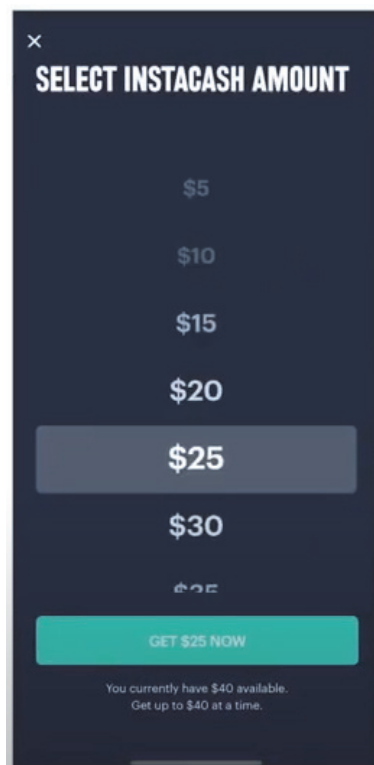 ×
SELECT INSTACASH AMOUNT
$5
$10
$15
$20
$25
$30
$35
GET $25 NOW
You currently have $40 available.
Get up to $40 at a time.